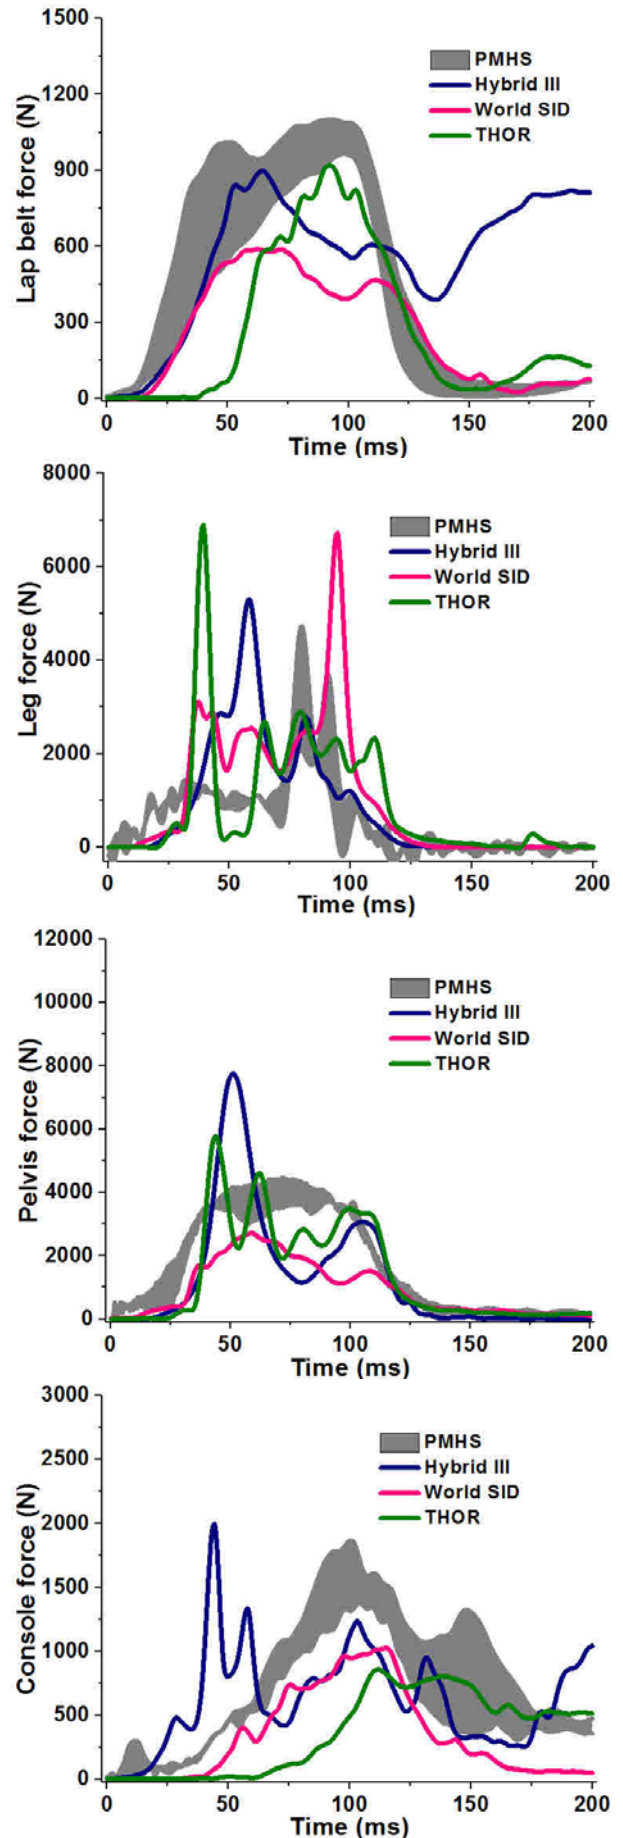 1500
1200
900
600
300
0
Lap belt force (N)
PMHS
Hybrid III
World SID
THOR
0 50 100 150 200
Time (ms)
8000
6000
4000
2000
0
Leg force (N)
PMHS
Hybrid III
World SID
THOR
0 50 100 150 200
Time (ms)
12000
10000
8000
6000
4000
2000
0
Pelvis force (N)
PMHS
Hybrid III
World SID
THOR
0 50 100 150 200
Time (ms)
3000
2500
2000
1500
1000
500
0
Console force (N)
PMHS
Hybrid III
World SID
THOR
0 50 100 150 200
Time (ms)